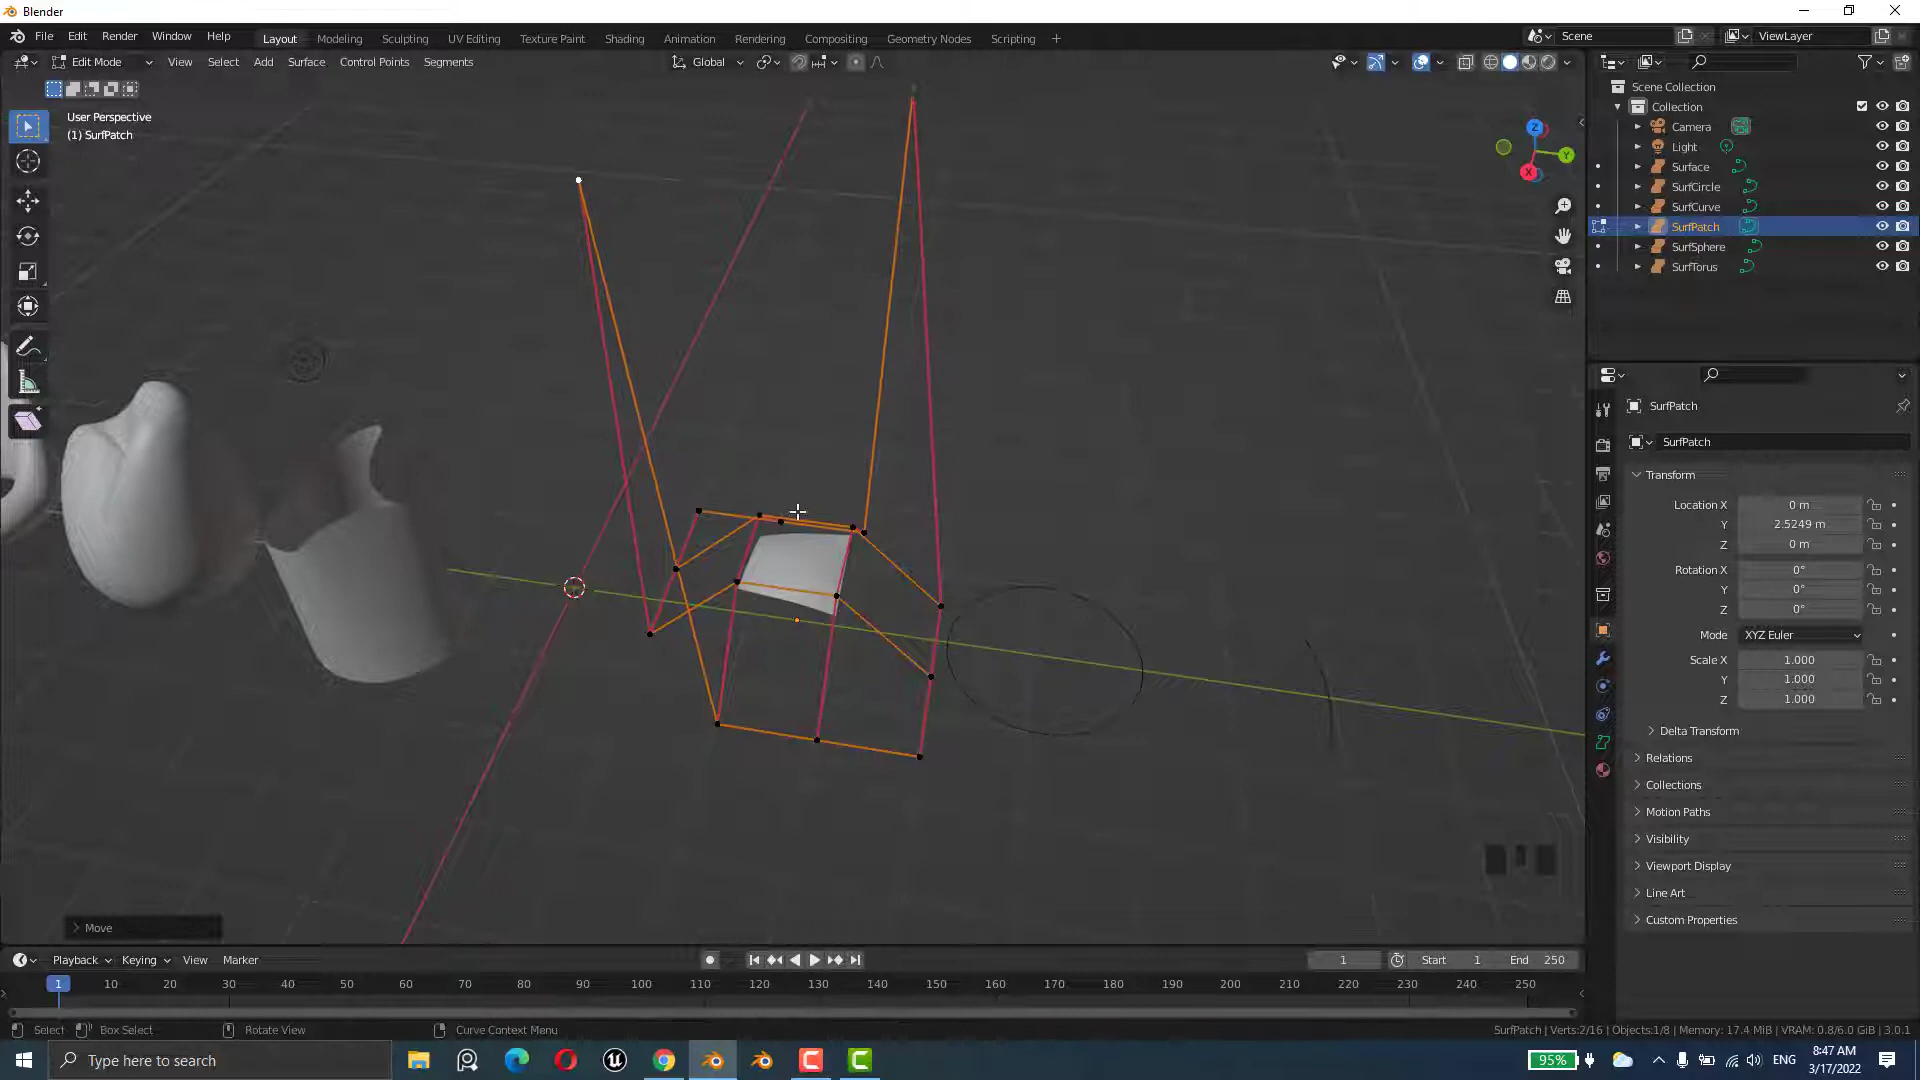 Blender
File Edit Render Window Help
Layout Modeling Sculpting UV Editing Texture Paint Shading Animation Rendering Compositing Geometry Nodes Scripting +
Scene
ViewLayer
Edit Mode View Select Add Surface Control Points Segments
Global
User Perspective
(1) SurfPatch
Z
Y
X
Scene Collection
Collection
Camera
Light
Surface
SurfCircle
SurfCurve
SurfPatch
SurfSphere
SurfTorus
SurfPatch
SurfPatch
Transform
Location X 0 m
Y 2.5249 m
Z 0 m
Rotation X 0°
Y 0°
Z 0°
Mode XYZ Euler
Scale X 1.000
Y 1.000
Z 1.000
Delta Transform
Relations
Collections
Motion Paths
Visibility
Viewport Display
Line Art
Custom Properties
Move
Playback Keying View Marker
1
Start 1
End 250
1 10 20 30 40 50 60 70 80 90 100 110 120 130 140 150 160 170 180 190 200 210 220 230 240 250
Select Box Select Rotate View Curve Context Menu
SurfPatch | Verts:2/16 | Objects:1/8 | Memory: 17.4 MiB | VRAM: 0.8/6.0 GiB | 3.0.1
Type here to search
95%
ENG
8:47 AM
3/17/2022